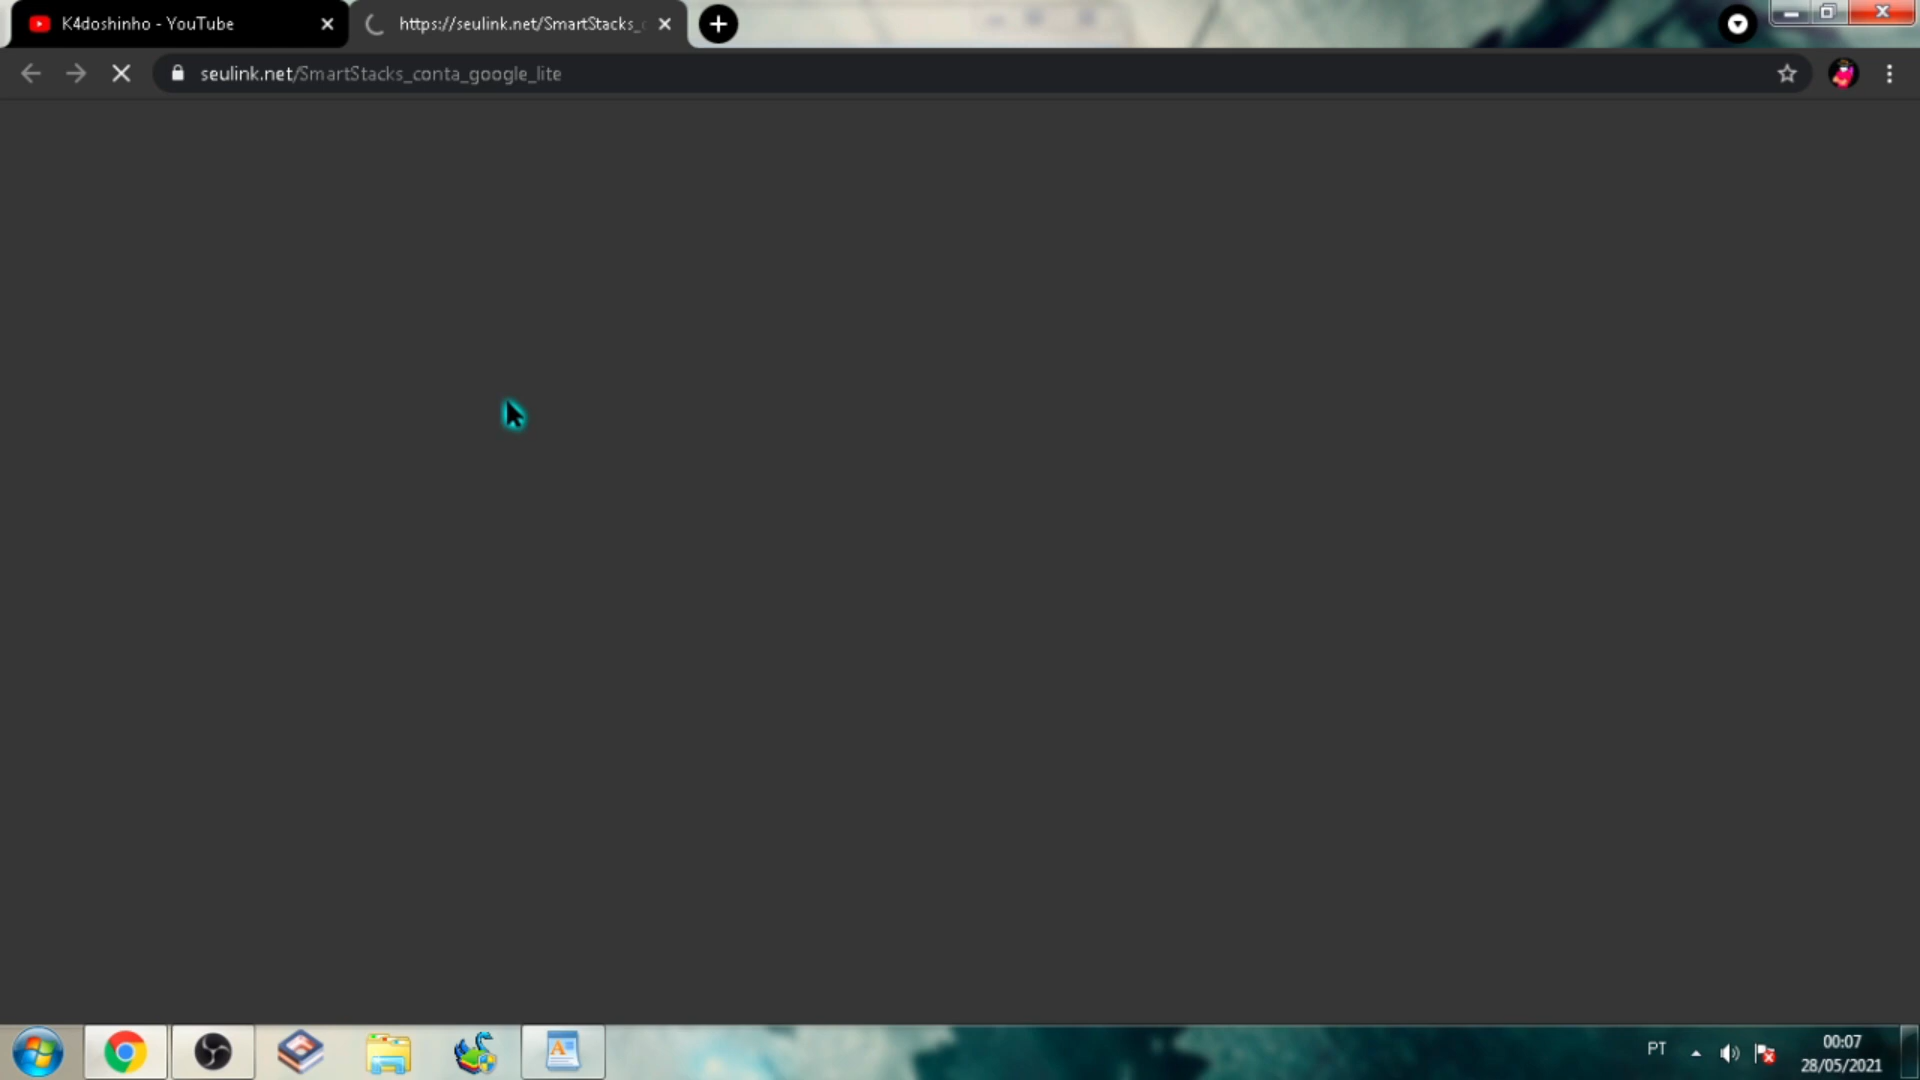 K4doshinho - YouTube
https://seulink.net/SmartStacks_
seulink.net/SmartStacks_conta_google_lite
PT
00:07
28/05/2021